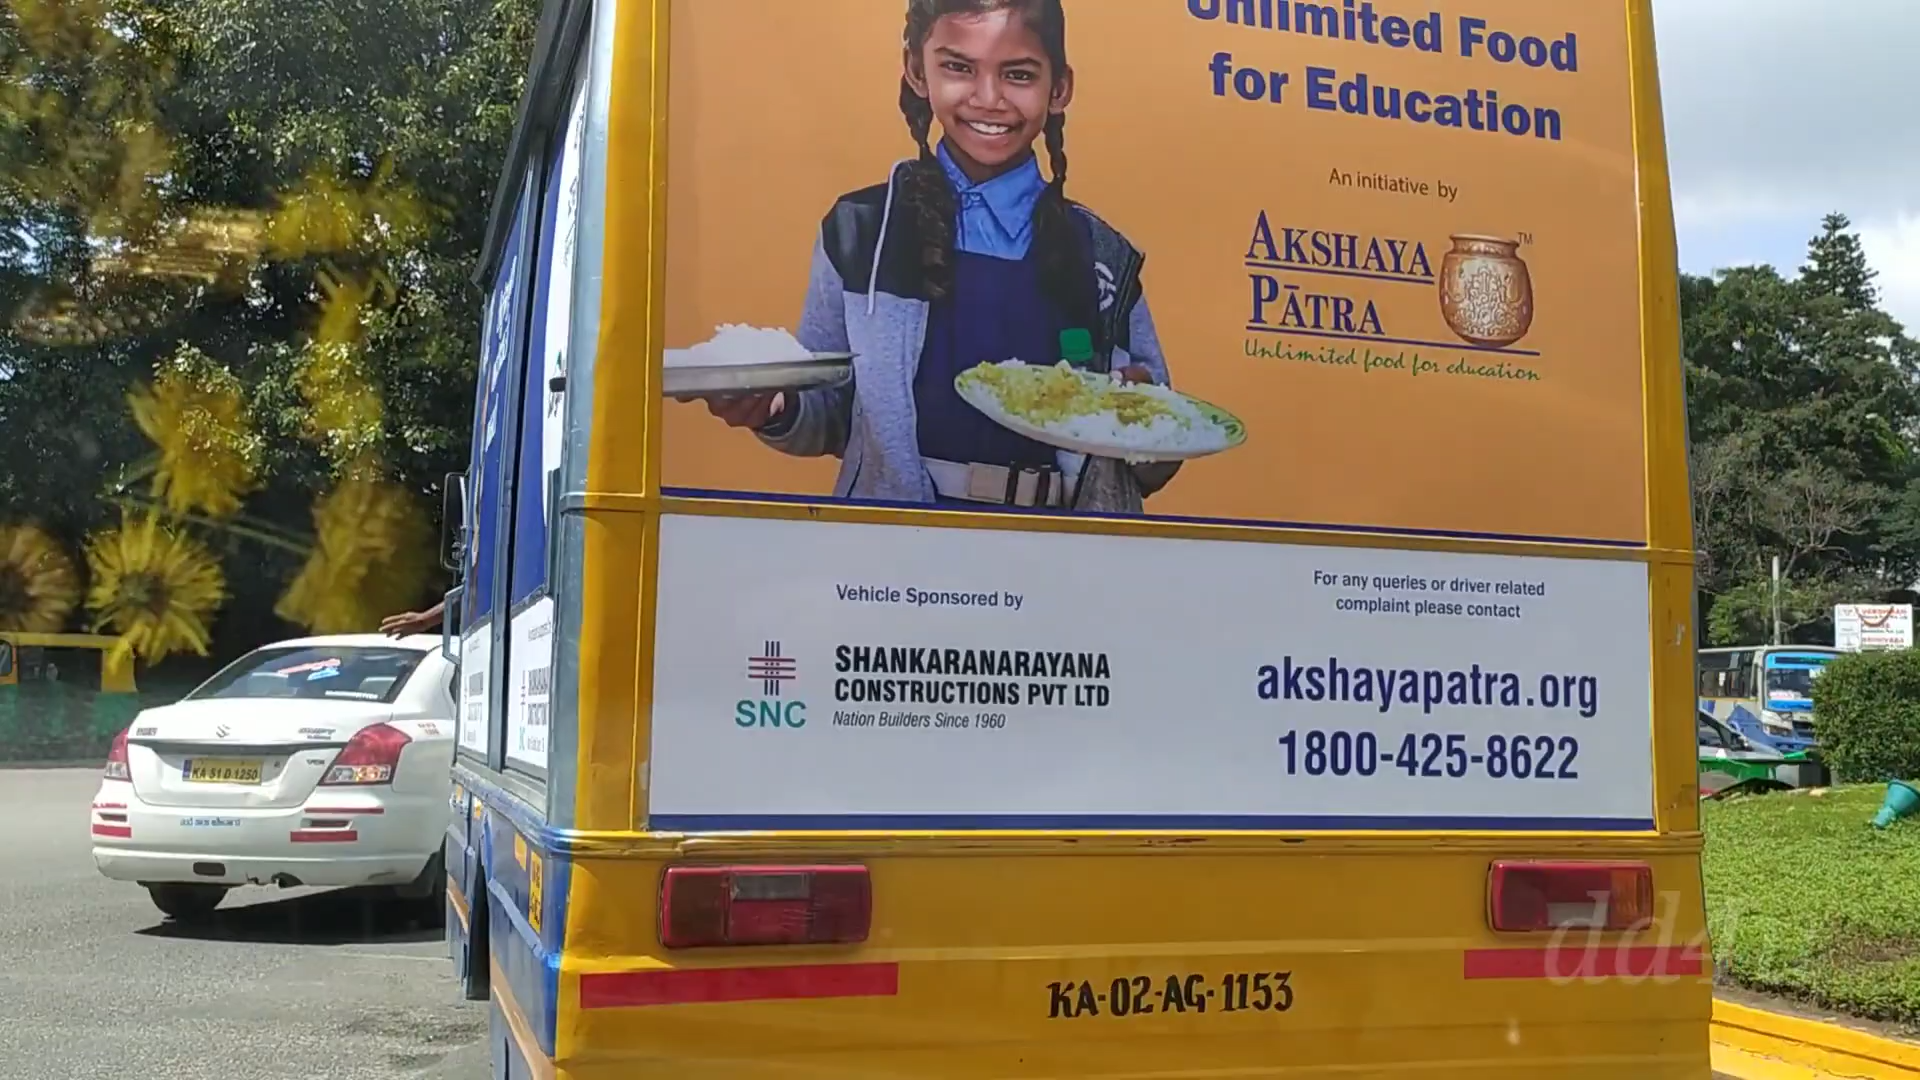 Unlimited Food
for Education
An initiative by
AKSHAYA
PĀTRA
TM
Unlimited food for education
Vehicle Sponsored by
SNC
SHANKARANARAYANA
CONSTRUCTIONS PVT LTD
Nation Builders Since 1960
For any queries or driver related
complaint please contact
akshayapatra.org
1800-425-8622
KA-02-AG-1153
KA 51 D 1250
dd4